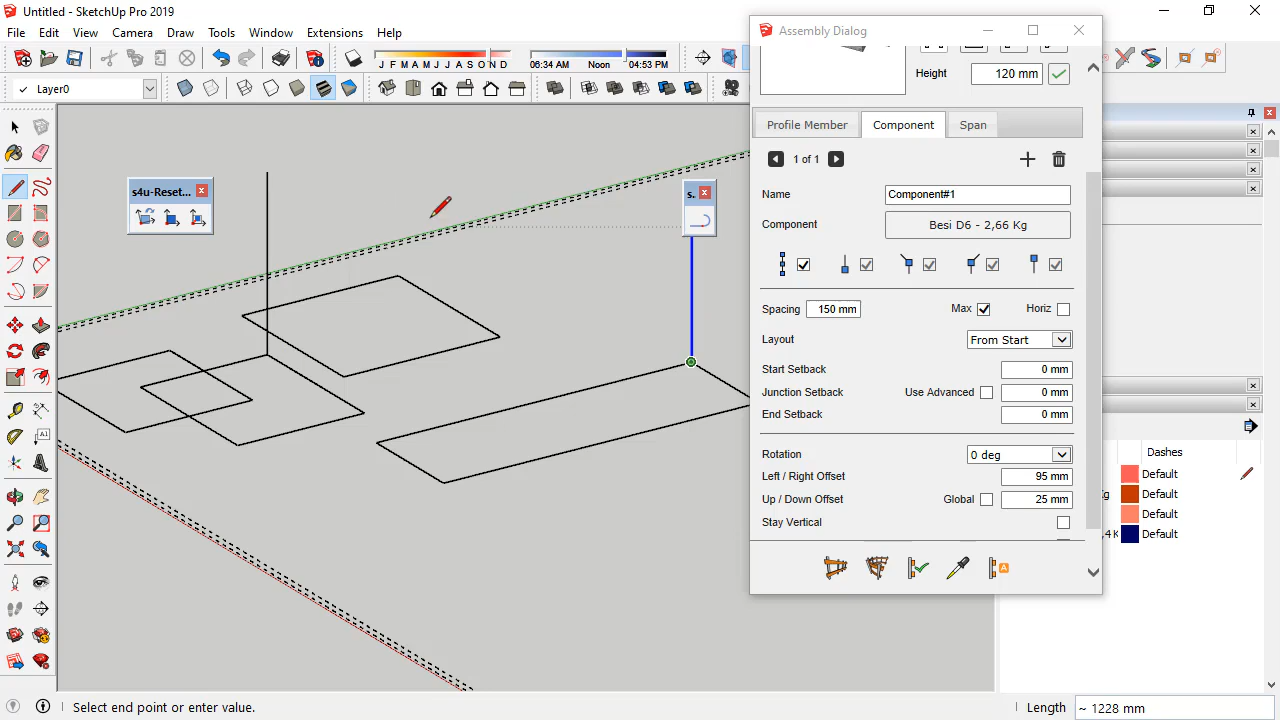 Untitled - SketchUp Pro 2019
File Edit View Camera Draw Tools Window Extensions Help
J F M A M J J A S O N D
06:34 AM Noon 04:53 PM
Layer0
s4u-Reset...
s.
Assembly Dialog
Height 120 mm
Profile Member Component Span
1 of 1
Name Component#1
Component Besi D6 - 2,66 Kg
Spacing 150 mm Max Horiz
Layout From Start
Start Setback 0 mm
Junction Setback Use Advanced 0 mm
End Setback 0 mm
Rotation 0 deg
Left / Right Offset 95 mm
Up / Down Offset Global 25 mm
Stay Vertical
Dashes
Default
Default
Default
Default
Select end point or enter value.
Length ~ 1228 mm